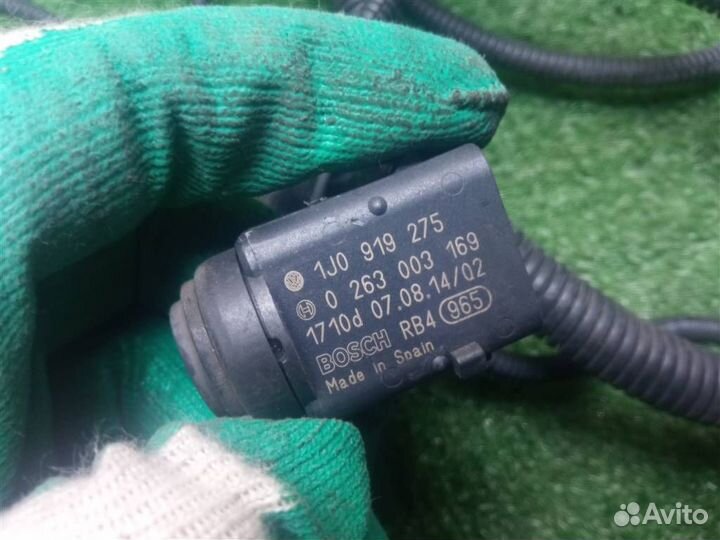 1J0 919 275
0 263 003 169
1710d 07.08.14/02
BOSCH RB4 965
Made in Spain
Avito